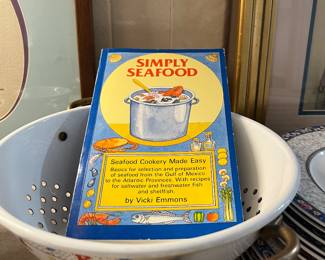 SIMPLY
SEAFOOD
Seafood Cookery Made Easy
Basics for selection and preparation
of seafood from the Gulf of Mexico
to the Atlantic Provinces. With recipes
for saltwater and freshwater fish
and shellfish.
by Vicki Emmons